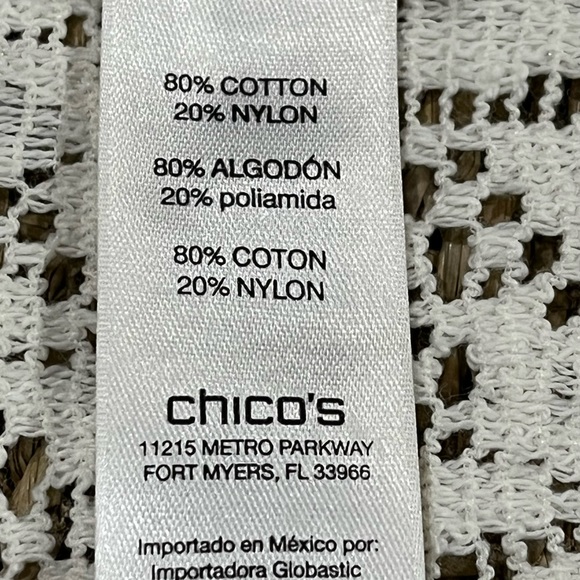 80% COTTON
20% NYLON
80% ALGODÓN
20% poliamida
80% COTON
20% NYLON
chico's
11215 METRO PARKWAY
FORT MYERS, FL 33966
Importado en México por:
Importadora Globastic